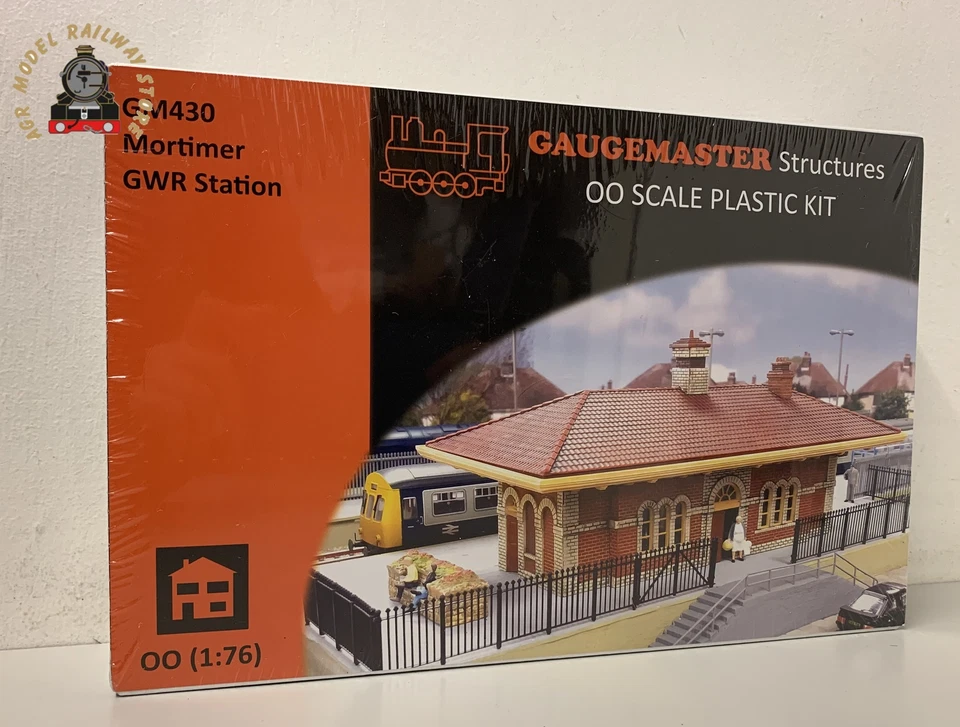 AGR MODEL RAILWAY STORE
GM430
Mortimer
GWR Station
GAUGEMASTER Structures
OO SCALE PLASTIC KIT
OO (1:76)